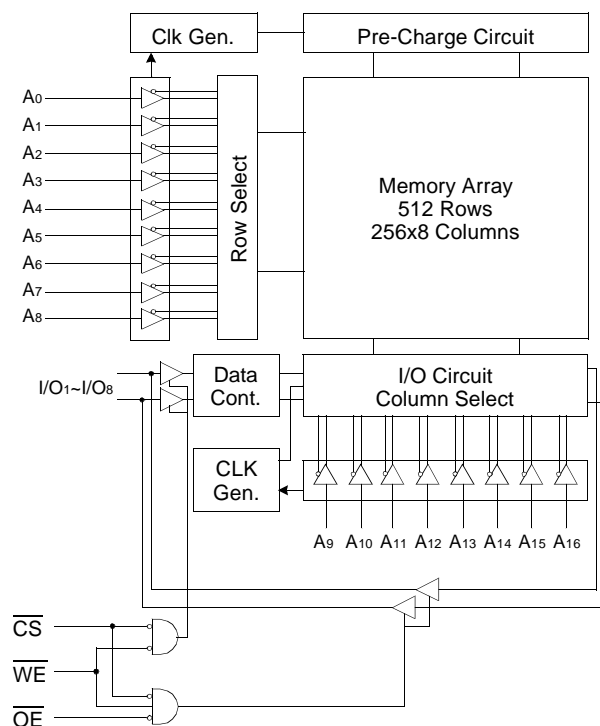 Clk Gen.
Pre-Charge Circuit
A0
A1
A2
A3
A4
A5
A6
A7
A8
Row Select
Memory Array
512 Rows
256x8 Columns
I/O1~I/O8
Data
Cont.
I/O Circuit
Column Select
CLK
Gen.
A9 A10 A11 A12 A13 A14 A15 A16
CS
WE
OE